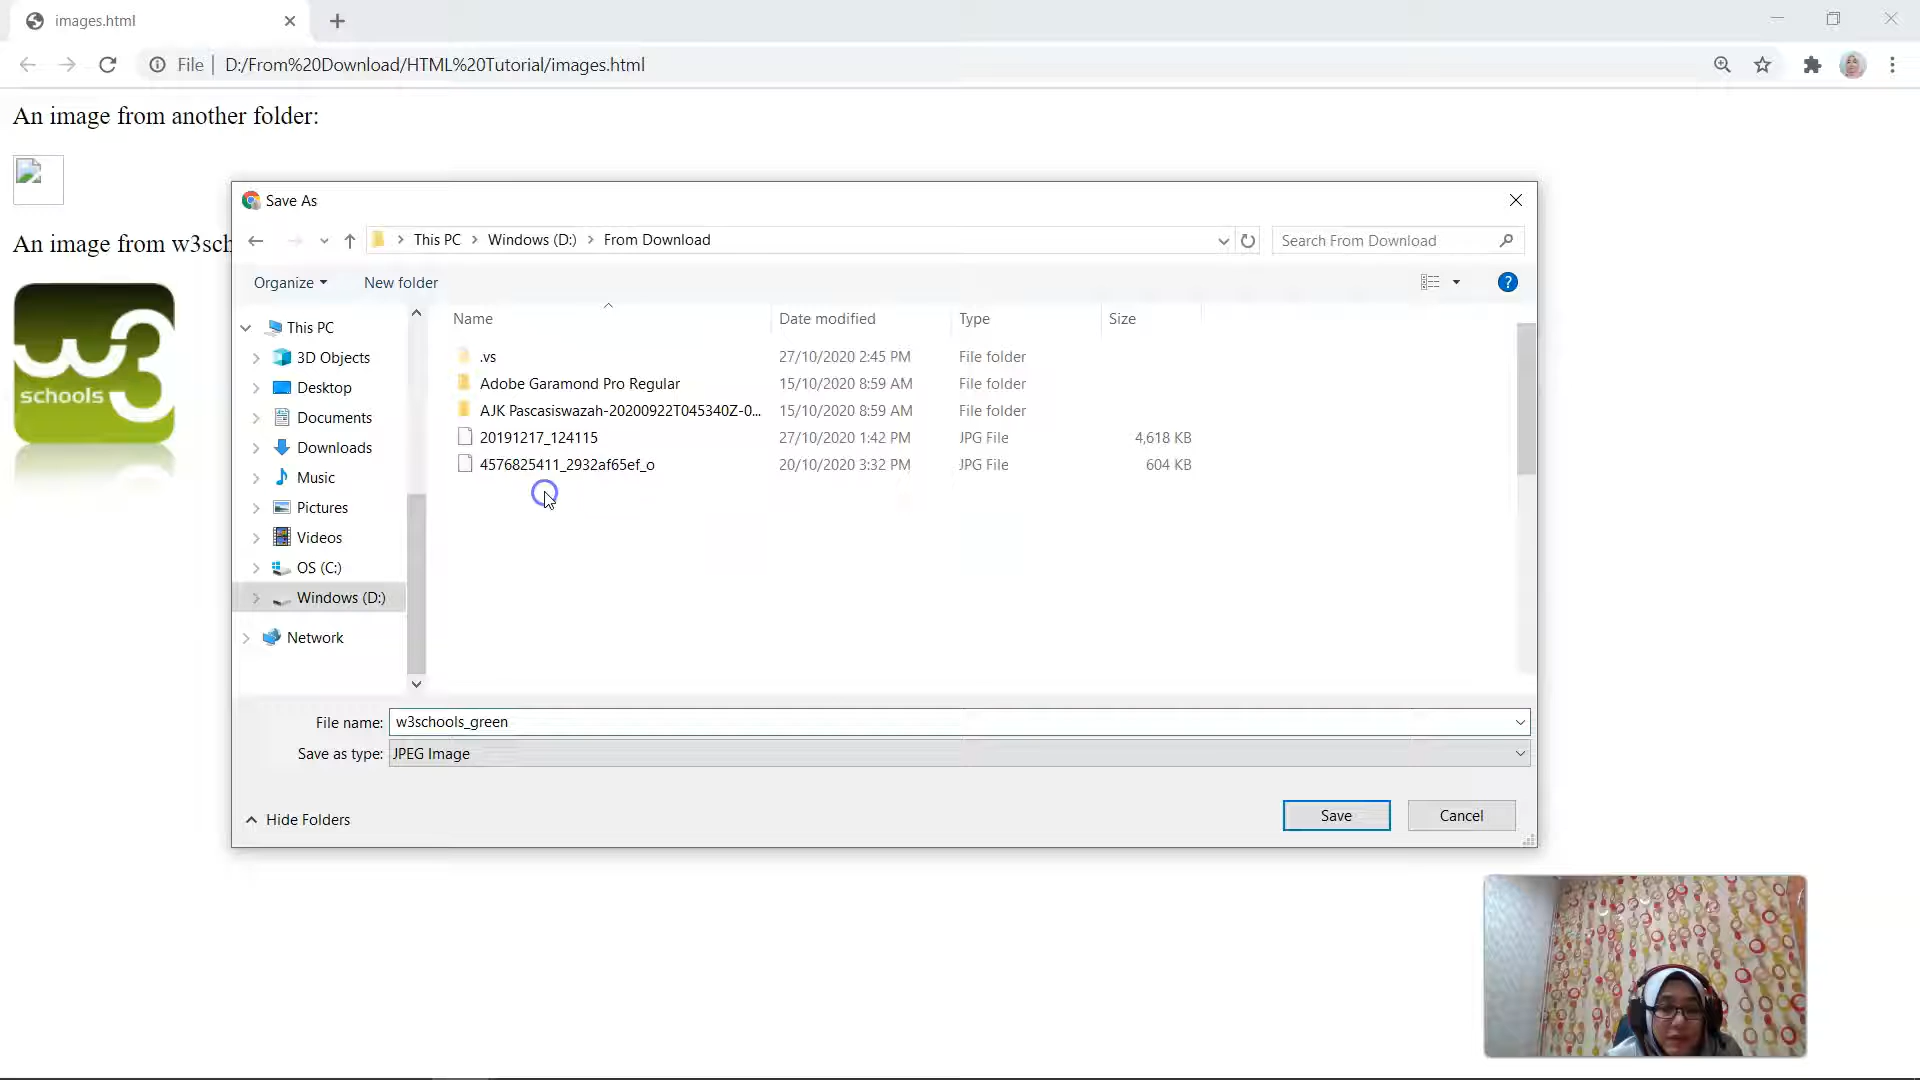 images.html
File
D:/From%20Download/HTML%20Tutorial/images.html
An image from another folder:
An image from w3sch
w3
schools
Save As
This PC > Windows (D:) > From Download
Search From Download
Organize
New folder
?
This PC
3D Objects
Desktop
Documents
Downloads
Music
Pictures
Videos
OS (C:)
Windows (D:)
Network
Name Date modified Type Size
.vs 27/10/2020 2:45 PM File folder
Adobe Garamond Pro Regular 15/10/2020 8:59 AM File folder
AJK Pascasiswazah-20200922T045340Z-0... 15/10/2020 8:59 AM File folder
20191217_124115 27/10/2020 1:42 PM JPG File 4,618 KB
4576825411_2932af65ef_o 20/10/2020 3:32 PM JPG File 604 KB
File name: w3schools_green
Save as type: JPEG Image
Hide Folders
Save
Cancel